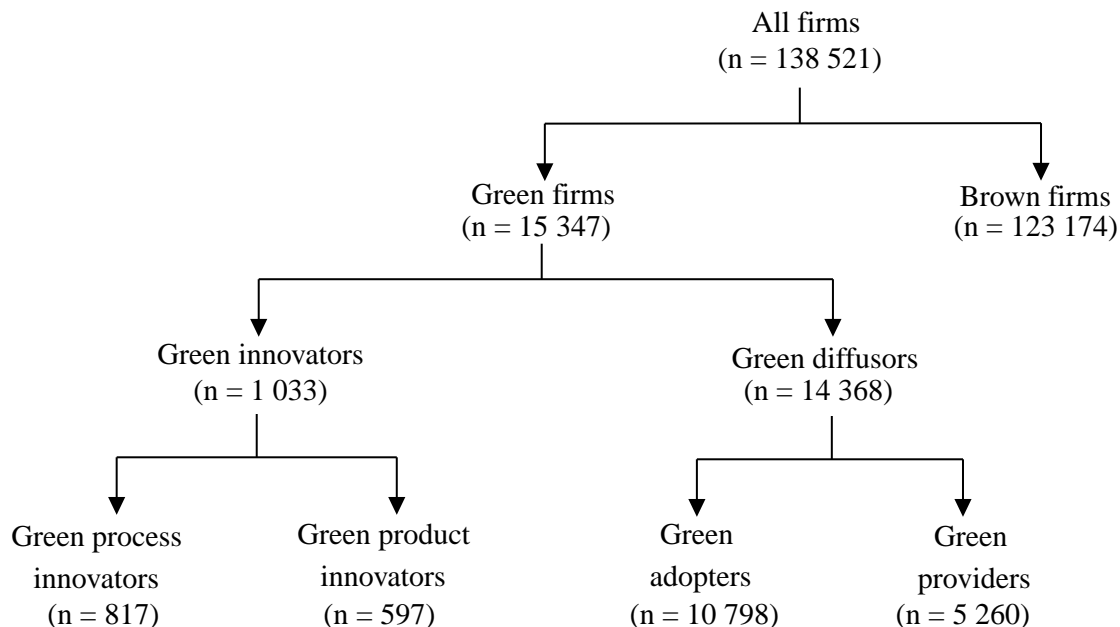 All firms
(n = 138 521)
Green firms
(n = 15 347)
Brown firms
(n = 123 174)
Green innovators
(n = 1 033)
Green diffusors
(n = 14 368)
Green process
innovators
(n = 817)
Green product
innovators
(n = 597)
Green
adopters
(n = 10 798)
Green
providers
(n = 5 260)